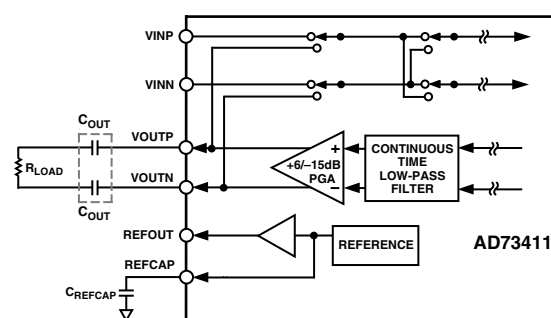 VINP
VINN
COUT
VOUTP
RLOAD
VOUTN
COUT
+
+6/–15dB
PGA
–
CONTINUOUS
TIME
LOW-PASS
FILTER
REFOUT
REFERENCE
AD73411
REFCAP
CREFCAP